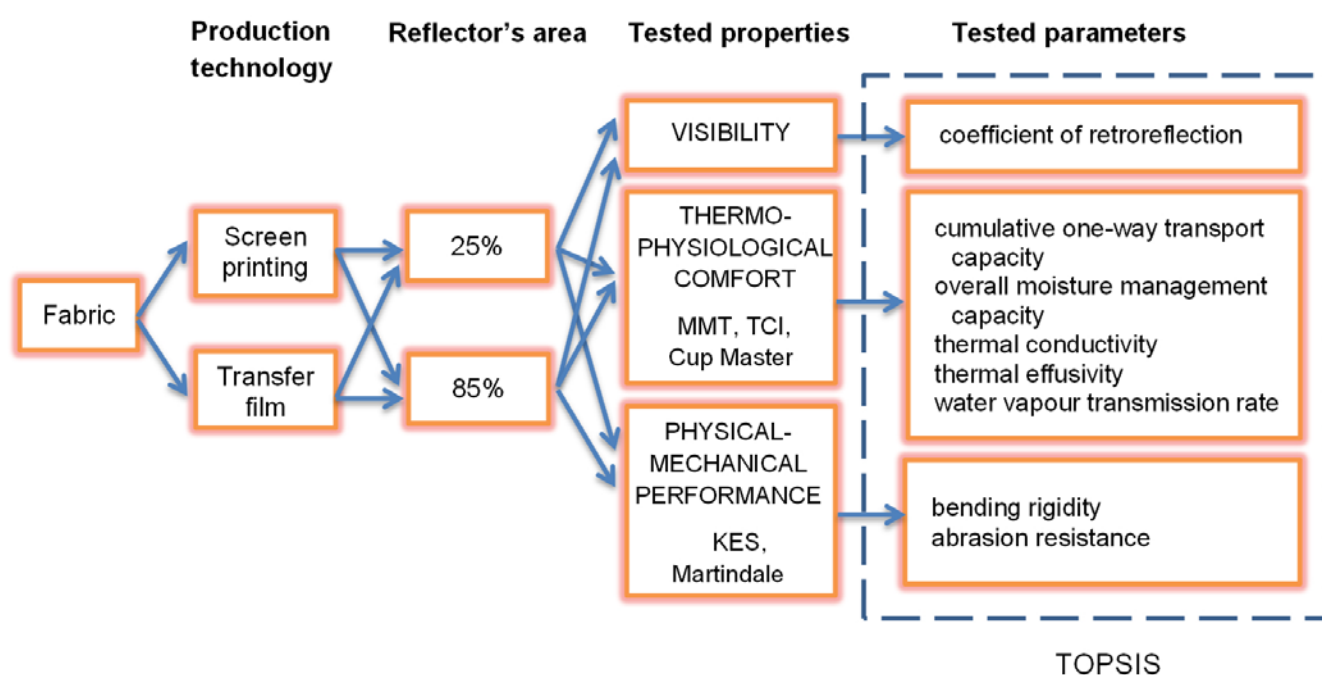 Production
technology
Reflector's area
Tested properties
Tested parameters
Fabric
Screen
printing
Transfer
film
25%
85%
VISIBILITY
THERMO-
PHYSIOLOGICAL
COMFORT
MMT, TCI,
Cup Master
PHYSICAL-
MECHANICAL
PERFORMANCE
KES,
Martindale
coefficient of retroreflection
cumulative one-way transport
capacity
overall moisture management
capacity
thermal conductivity
thermal effusivity
water vapour transmission rate
bending rigidity
abrasion resistance
TOPSIS